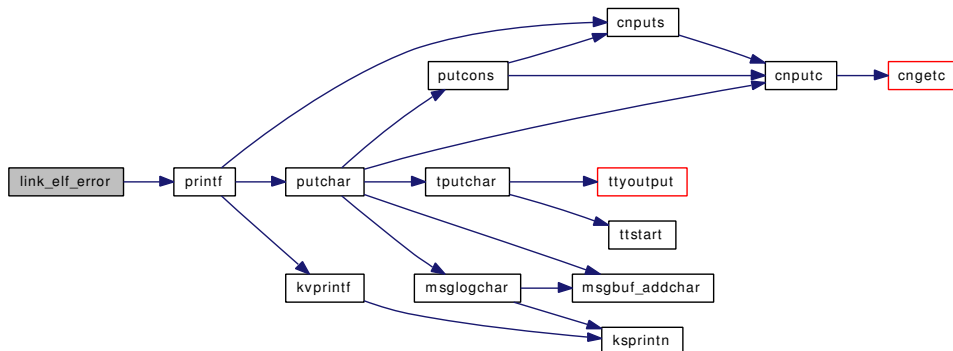 cnputs
putcons
cnputc
cngetc
link_elf_error
printf
putchar
tputchar
ttyoutput
ttstart
kvprintf
msglogchar
msgbuf_addchar
ksprintn